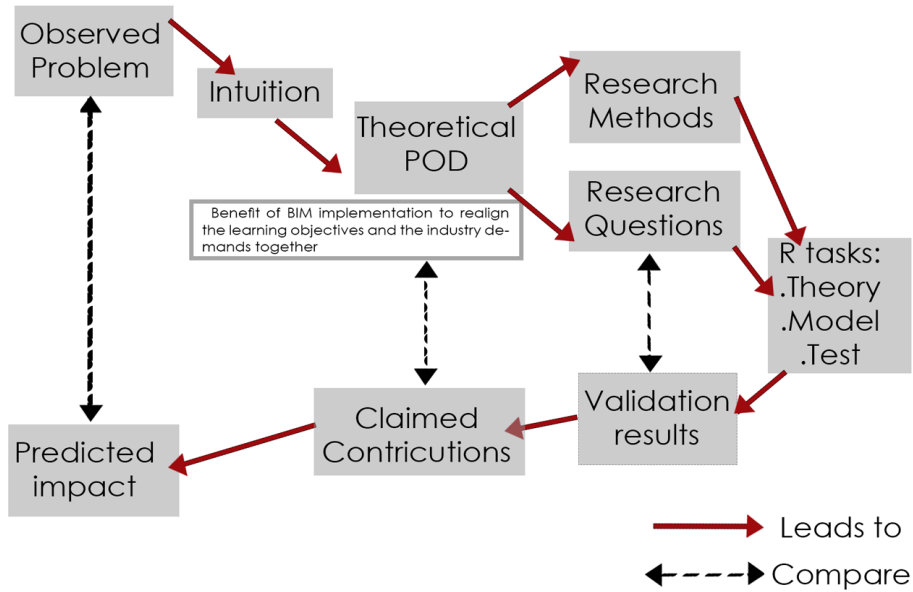 Observed
Problem
Intuition
Theoretical
POD
Research
Methods
Benefit of BIM implementation to realign
the learning objectives and the industry de-
mands together
Research
Questions
R tasks:
.Theory
.Model
.Test
Validation
results
Claimed
Contricutions
Predicted
impact
Leads to
Compare